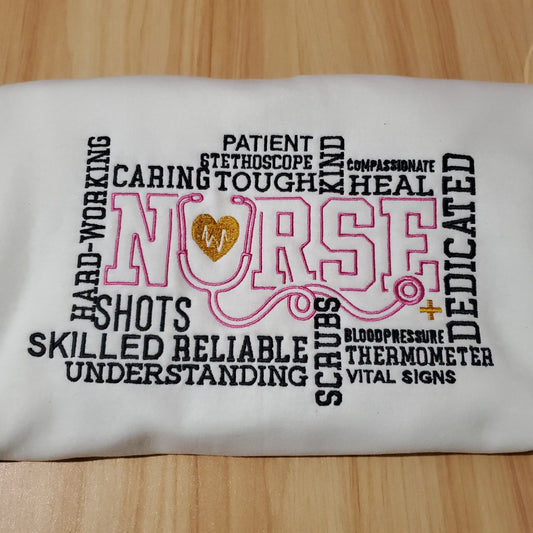 PATIENT
STETHOSCOPE
KIND
COMPASSIONATE
CARING TOUGH
HEAL
HARD-WORKING
NURSE
DEDICATED
SHOTS
SCRUBS
BLOODPRESSURE
SKILLED RELIABLE
THERMOMETER
UNDERSTANDING
VITAL SIGNS